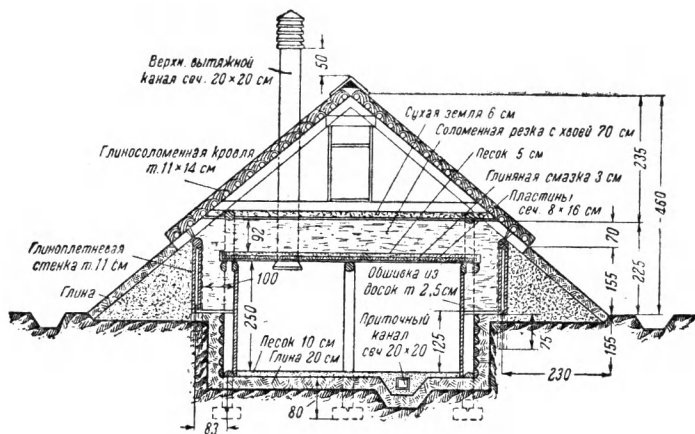 Верхн. вытяжной
канал сеч. 20×20 см
50
Сухая земля 6 см
Соломенная резка с хвоей 70 см
Песок 5 см
Глиняная смазка 3 см
Пластины
сеч. 8×16 см
Глиносоломенная кровля
т. 11×14 см
235
460
92
70
Глиноплетневая
стенка т. 11 см
Глина
100
250
Обшивка из
досок т 2,5 см
Приточный
канал
сеч 20×20
125
155
225
Песок 10 см
Глина 20 см
75
155
230
80
83